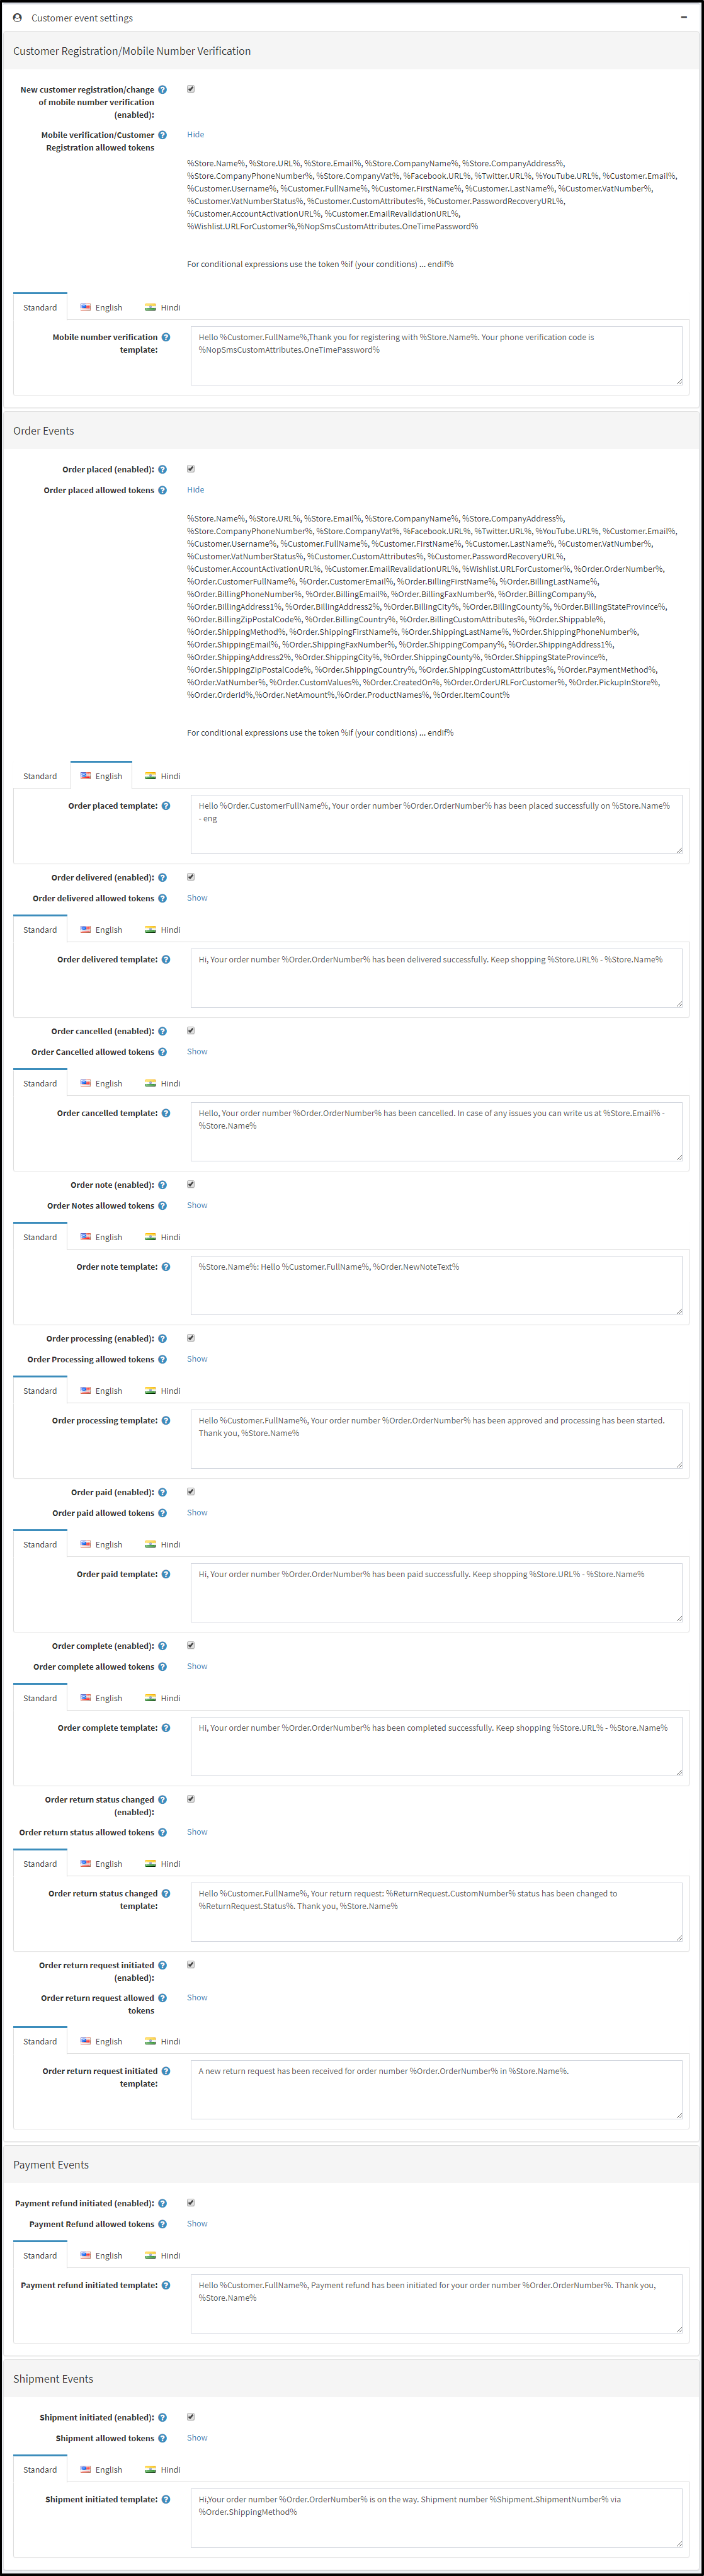 Customer event settings
Customer Registration/Mobile Number Verification
New customer registration/change
of mobile number verification
(enabled):
Mobile verification/Customer
Registration allowed tokens
Hide
%Store.Name%, %Store.URL%, %Store.Email%, %Store.CompanyName%, %Store.CompanyAddress%,
%Store.CompanyPhoneNumber%, %Store.CompanyVat%, %Facebook.URL%, %Twitter.URL%, %YouTube.URL%, %Customer.Email%,
%Customer.Username%, %Customer.FullName%, %Customer.FirstName%, %Customer.LastName%, %Customer.VatNumber%,
%Customer.VatNumberStatus%, %Customer.CustomAttributes%, %Customer.PasswordRecoveryURL%,
%Customer.AccountActivationURL%, %Customer.EmailRevalidationURL%,
%Wishlist.URLForCustomer%,%NopSmsCustomAttributes.OneTimePassword%
For conditional expressions use the token %if (your conditions) ... endif%
Standard English Hindi
Mobile number verification
template:
Hello %Customer.FullName%,Thank you for registering with %Store.Name%. Your phone verification code is
%NopSmsCustomAttributes.OneTimePassword%
Order Events
Order placed (enabled):
Order placed allowed tokens Hide
%Store.Name%, %Store.URL%, %Store.Email%, %Store.CompanyName%, %Store.CompanyAddress%,
%Store.CompanyPhoneNumber%, %Store.CompanyVat%, %Facebook.URL%, %Twitter.URL%, %YouTube.URL%, %Customer.Email%,
%Customer.Username%, %Customer.FullName%, %Customer.FirstName%, %Customer.LastName%, %Customer.VatNumber%,
%Customer.VatNumberStatus%, %Customer.CustomAttributes%, %Customer.PasswordRecoveryURL%,
%Customer.AccountActivationURL%, %Customer.EmailRevalidationURL%, %Wishlist.URLForCustomer%, %Order.OrderNumber%,
%Order.CustomerFullName%, %Order.CustomerEmail%, %Order.BillingFirstName%, %Order.BillingLastName%,
%Order.BillingPhoneNumber%, %Order.BillingEmail%, %Order.BillingFaxNumber%, %Order.BillingCompany%,
%Order.BillingAddress1%, %Order.BillingAddress2%, %Order.BillingCity%, %Order.BillingCounty%, %Order.BillingStateProvince%,
%Order.BillingZipPostalCode%, %Order.BillingCountry%, %Order.BillingCustomAttributes%, %Order.Shippable%,
%Order.ShippingMethod%, %Order.ShippingFirstName%, %Order.ShippingLastName%, %Order.ShippingPhoneNumber%,
%Order.ShippingEmail%, %Order.ShippingFaxNumber%, %Order.ShippingCompany%, %Order.ShippingAddress1%,
%Order.ShippingAddress2%, %Order.ShippingCity%, %Order.ShippingCounty%, %Order.ShippingStateProvince%,
%Order.ShippingZipPostalCode%, %Order.ShippingCountry%, %Order.ShippingCustomAttributes%, %Order.PaymentMethod%,
%Order.VatNumber%, %Order.CustomValues%, %Order.CreatedOn%, %Order.OrderURLForCustomer%, %Order.PickupInStore%,
%Order.OrderId%,%Order.NetAmount%,%Order.ProductNames%, %Order.ItemCount%
For conditional expressions use the token %if (your conditions) ... endif%
Standard English Hindi
Order placed template:
Hello %Order.CustomerFullName%, Your order number %Order.OrderNumber% has been placed successfully on %Store.Name%
- eng
Order delivered (enabled):
Order delivered allowed tokens Show
Standard English Hindi
Order delivered template:
Hi, Your order number %Order.OrderNumber% has been delivered successfully. Keep shopping %Store.URL% - %Store.Name%
Order cancelled (enabled):
Order Cancelled allowed tokens Show
Standard English Hindi
Order cancelled template:
Hello, Your order number %Order.OrderNumber% has been cancelled. In case of any issues you can write us at %Store.Email% -
%Store.Name%
Order note (enabled):
Order Notes allowed tokens Show
Standard English Hindi
Order note template:
%Store.Name%: Hello %Customer.FullName%, %Order.NewNoteText%
Order processing (enabled):
Order Processing allowed tokens Show
Standard English Hindi
Order processing template:
Hello %Customer.FullName%, Your order number %Order.OrderNumber% has been approved and processing has been started.
Thank you, %Store.Name%
Order paid (enabled):
Order paid allowed tokens Show
Standard English Hindi
Order paid template:
Hi, Your order number %Order.OrderNumber% has been paid successfully. Keep shopping %Store.URL% - %Store.Name%
Order complete (enabled):
Order complete allowed tokens Show
Standard English Hindi
Order complete template:
Hi, Your order number %Order.OrderNumber% has been completed successfully. Keep shopping %Store.URL% - %Store.Name%
Order return status changed
(enabled):
Order return status allowed tokens Show
Standard English Hindi
Order return status changed
template:
Hello %Customer.FullName%, Your return request: %ReturnRequest.CustomNumber% status has been changed to
%ReturnRequest.Status%. Thank you, %Store.Name%
Order return request initiated
(enabled):
Order return request allowed
tokens
Show
Standard English Hindi
Order return request initiated
template:
A new return request has been received for order number %Order.OrderNumber% in %Store.Name%.
Payment Events
Payment refund initiated (enabled):
Payment Refund allowed tokens Show
Standard English Hindi
Payment refund initiated template:
Hello %Customer.FullName%, Payment refund has been initiated for your order number %Order.OrderNumber%. Thank you,
%Store.Name%
Shipment Events
Shipment initiated (enabled):
Shipment allowed tokens Show
Standard English Hindi
Shipment initiated template:
Hi,Your order number %Order.OrderNumber% is on the way. Shipment number %Shipment.ShipmentNumber% via
%Order.ShippingMethod%